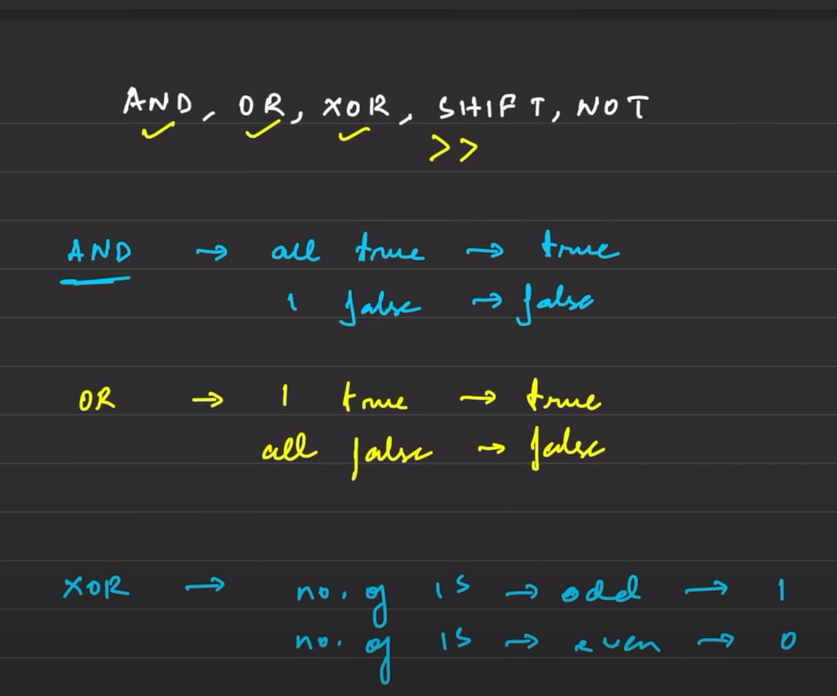 AND, OR, XOR, SHIFT, NOT
>>
AND → all true → true
1 false → false
OR → 1 true → true
all false → false
XOR → no. of 1s → odd → 1
no. of 1s → even → 0